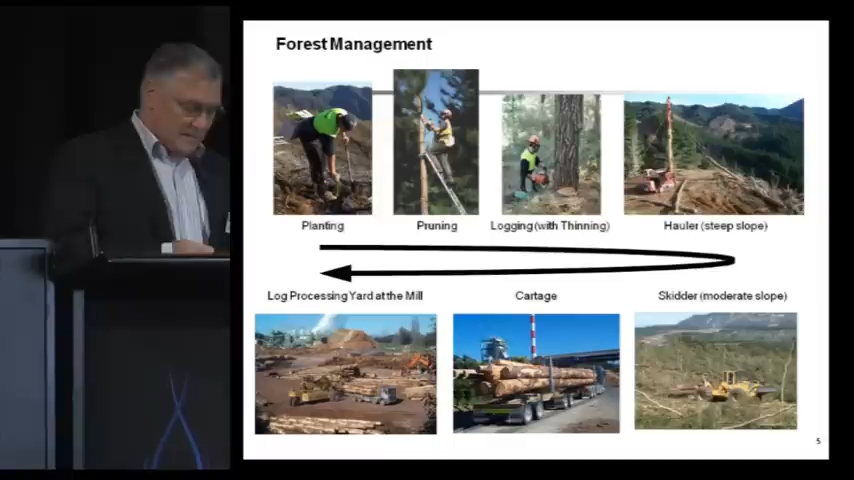 Forest Management
Planting
Pruning
Logging (with Thinning)
Hauler (steep slope)
Log Processing Yard at the Mill
Cartage
Skidder (moderate slope)
5